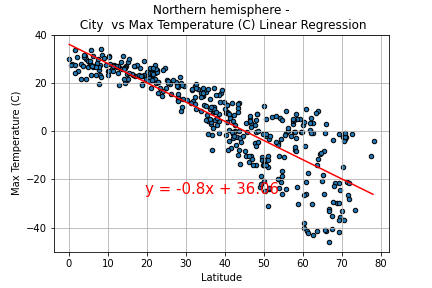 Northern hemisphere -
City vs Max Temperature (C) Linear Regression
40
20
0
−20
−40
Max Temperature (C)
y = -0.8x + 36.06
0 10 20 30 40 50 60 70 80
Latitude